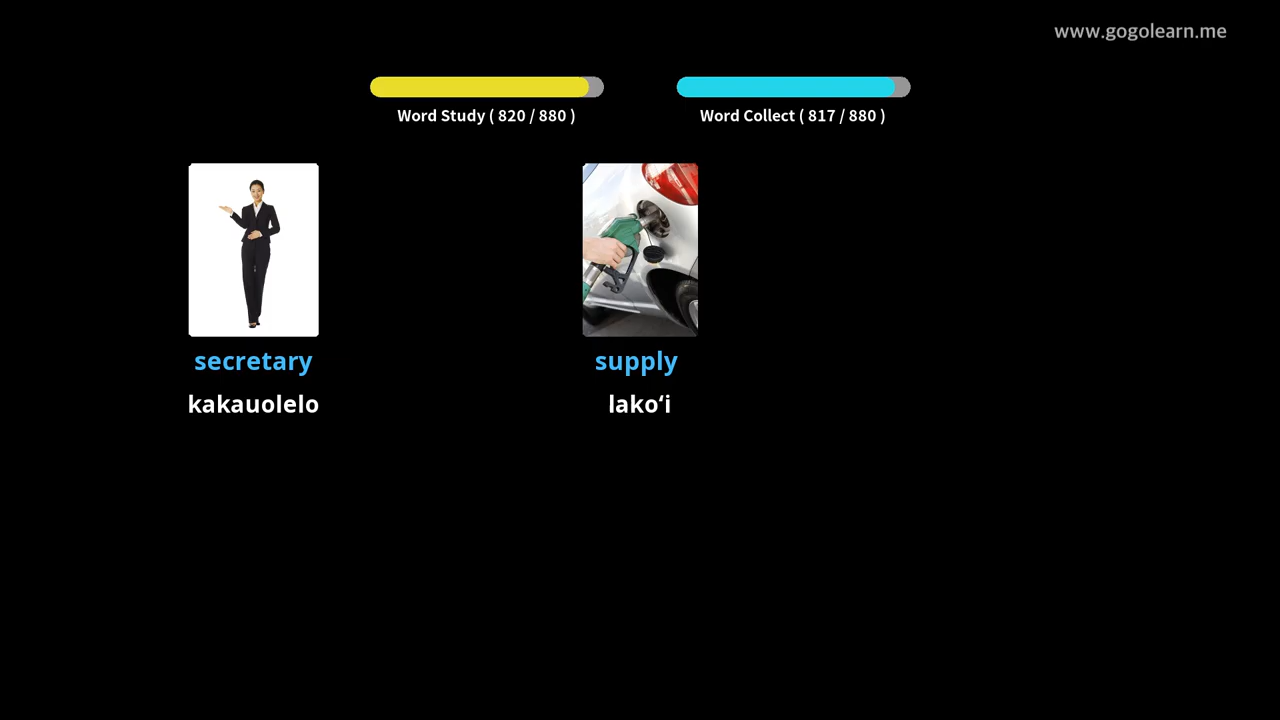 www.gogolearn.me
Word Study ( 820 / 880 )
Word Collect ( 817 / 880 )
secretary
kakauolelo
supply
lakoʻi